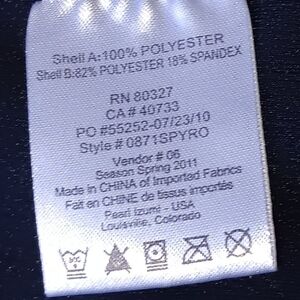 Shell A:100% POLYESTER
Shell B:82% POLYESTER 18% SPANDEX
RN 80327
CA # 40733
PO #55252-07/23/10
Style # 0871SPYRO
Vendor # 06
Season Spring 2011
Made in CHINA of Imported Fabrics
Fait en CHINE de tissus importés
Pearl Izumi - USA
Louisville, Colorado